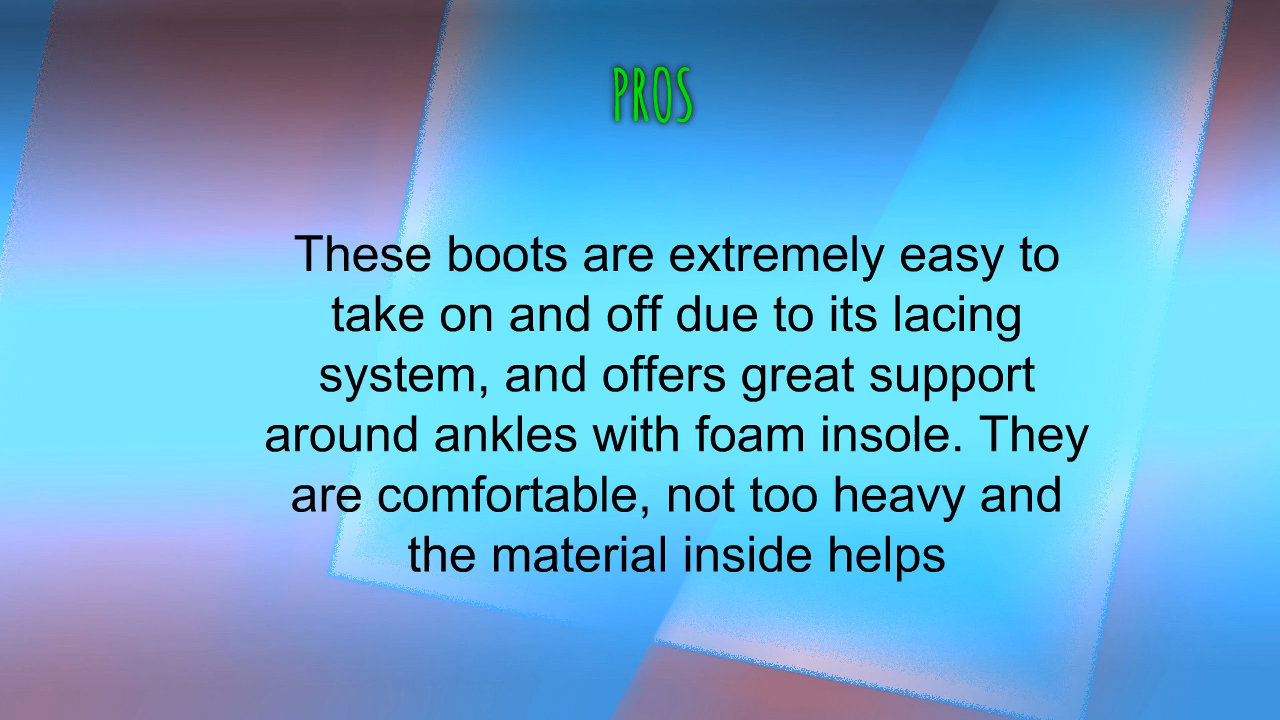 PROS
These boots are extremely easy to
take on and off due to its lacing
system, and offers great support
around ankles with foam insole. They
are comfortable, not too heavy and
the material inside helps